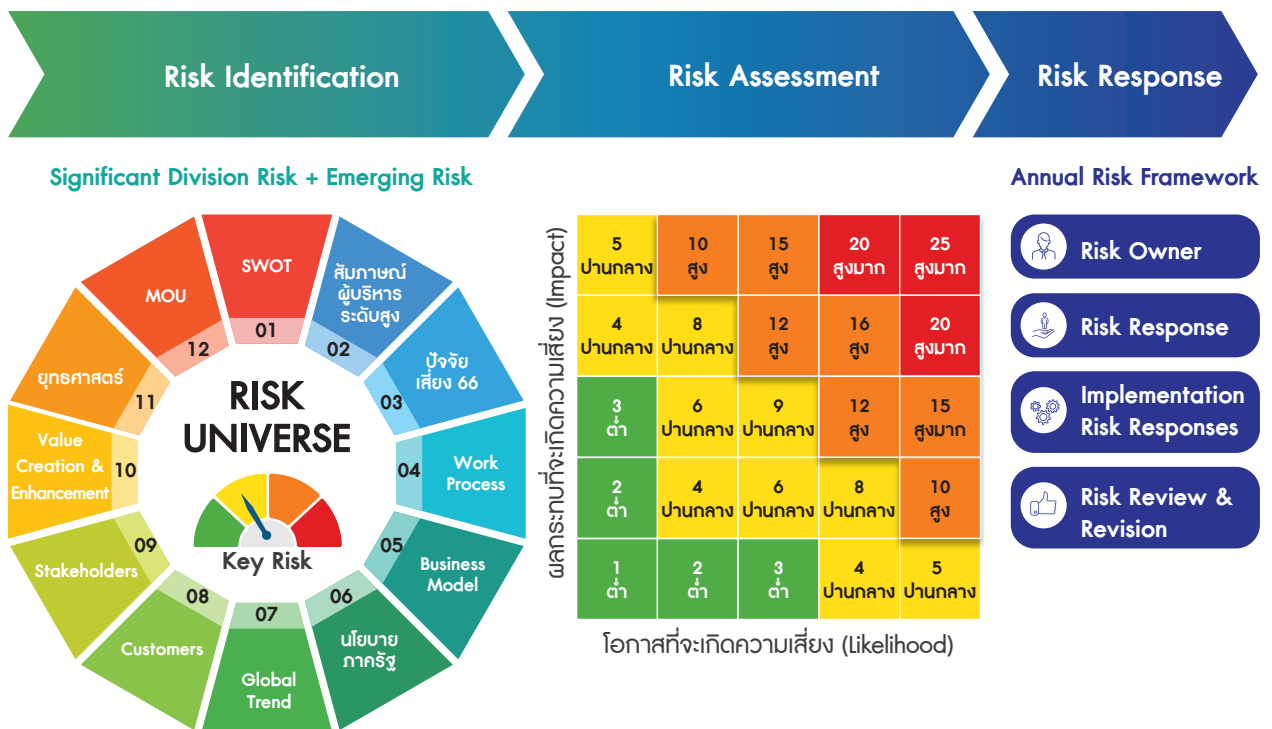 Risk Identification
Risk Assessment
Risk Response
Significant Division Risk + Emerging Risk
SWOT
01
สัมภาษณ์
ผู้บริหาร
ระดับสูง
02
ปัจจัย
เสี่ยง 66
03
Work
Process
04
Business
Model
05
นโยบาย
ภาครัฐ
06
Global
Trend
07
Customers
08
Stakeholders
09
Value
Creation &
Enhancement
10
ยุทธศาสตร์
11
MOU
12
RISK
UNIVERSE
Key Risk
ผลกระทบที่จะเกิดความเสี่ยง (Impact)
5
ปานกลาง
10
สูง
15
สูง
20
สูงมาก
25
สูงมาก
4
ปานกลาง
8
ปานกลาง
12
สูง
16
สูง
20
สูงมาก
3
ต่ำ
6
ปานกลาง
9
ปานกลาง
12
สูง
15
สูงมาก
2
ต่ำ
4
ปานกลาง
6
ปานกลาง
8
ปานกลาง
10
สูง
1
ต่ำ
2
ต่ำ
3
ต่ำ
4
ปานกลาง
5
ปานกลาง
โอกาสที่จะเกิดความเสี่ยง (Likelihood)
Annual Risk Framework
Risk Owner
Risk Response
Implementation
Risk Responses
Risk Review &
Revision